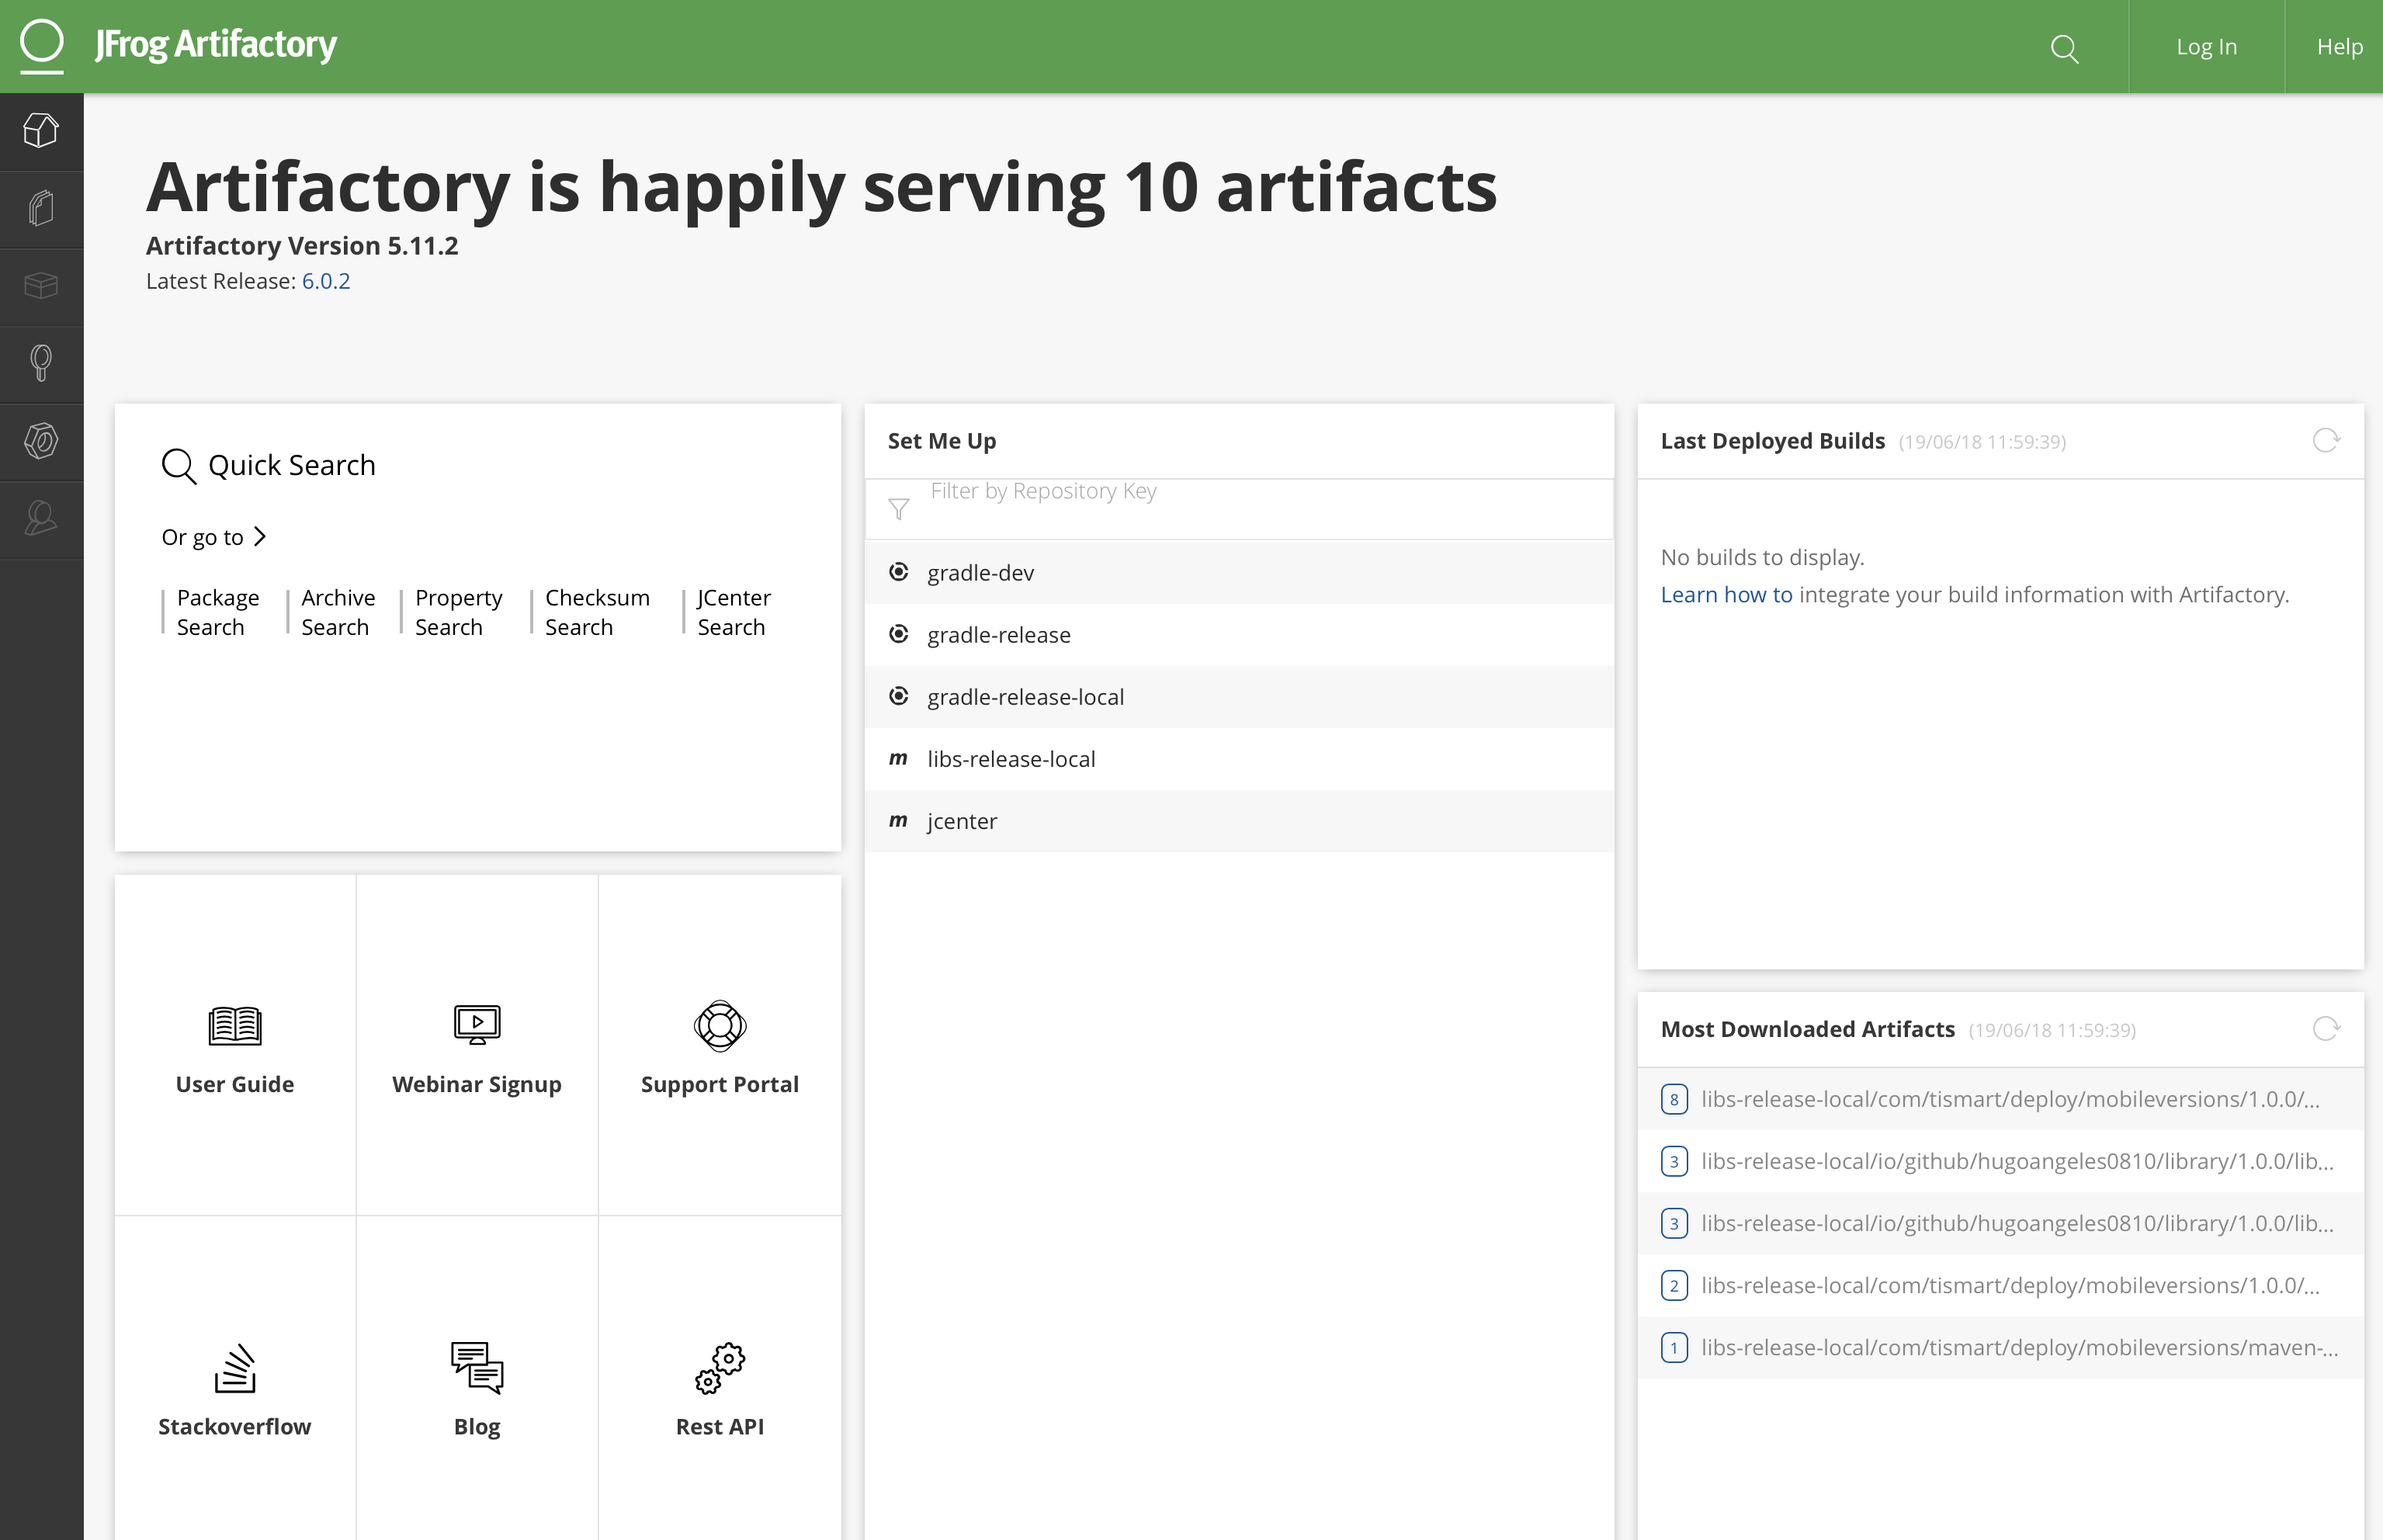 JFrog Artifactory
Log In
Help
Artifactory is happily serving 10 artifacts
Artifactory Version 5.11.2
Latest Release: 6.0.2
Quick Search
Or go to
Package Search
Archive Search
Property Search
Checksum Search
JCenter Search
User Guide
Webinar Signup
Support Portal
Stackoverflow
Blog
Rest API
Set Me Up
Filter by Repository Key
gradle-dev
gradle-release
gradle-release-local
m libs-release-local
m jcenter
Last Deployed Builds (19/06/18 11:59:39)
No builds to display.
Learn how to integrate your build information with Artifactory.
Most Downloaded Artifacts (19/06/18 11:59:39)
8 libs-release-local/com/tismart/deploy/mobileversions/1.0.0/...
3 libs-release-local/io/github/hugoangeles0810/library/1.0.0/lib...
3 libs-release-local/io/github/hugoangeles0810/library/1.0.0/lib...
2 libs-release-local/com/tismart/deploy/mobileversions/1.0.0/...
1 libs-release-local/com/tismart/deploy/mobileversions/maven-...